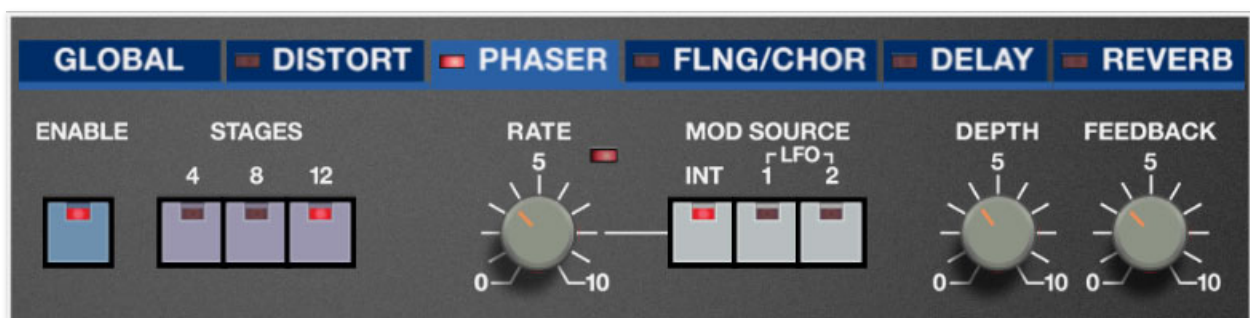 GLOBAL DISTORT PHASER FLNG/CHOR DELAY REVERB
ENABLE STAGES RATE MOD SOURCE DEPTH FEEDBACK
5 LFO 5 5
4 8 12 INT 1 2
0 10 0 10 0 10